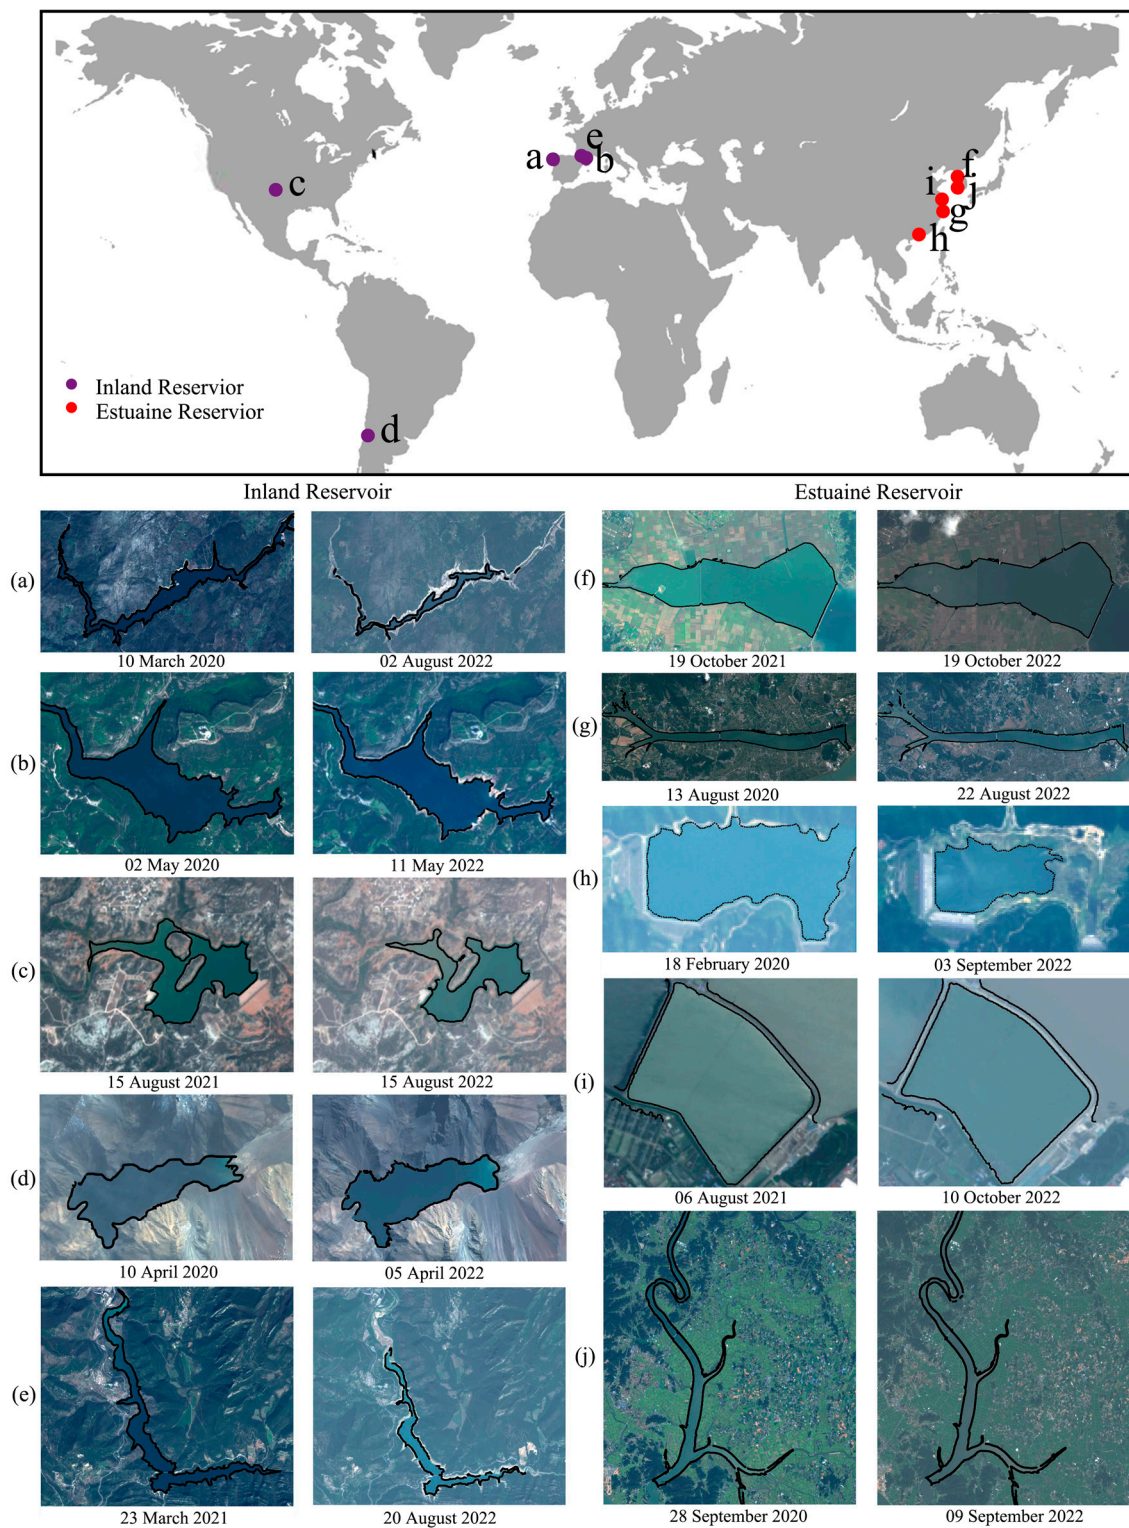 e
a
b
c
f
i
j
g
h
Inland Reservior
Estuaine Reservior
d
Inland Reservoir
Estuaine Reservoir
(a)
10 March 2020
02 August 2022
(b)
02 May 2020
11 May 2022
(c)
15 August 2021
15 August 2022
(d)
10 April 2020
05 April 2022
(e)
23 March 2021
20 August 2022
(f)
19 October 2021
19 October 2022
(g)
13 August 2020
22 August 2022
(h)
18 February 2020
03 September 2022
(i)
06 August 2021
10 October 2022
(j)
28 September 2020
09 September 2022